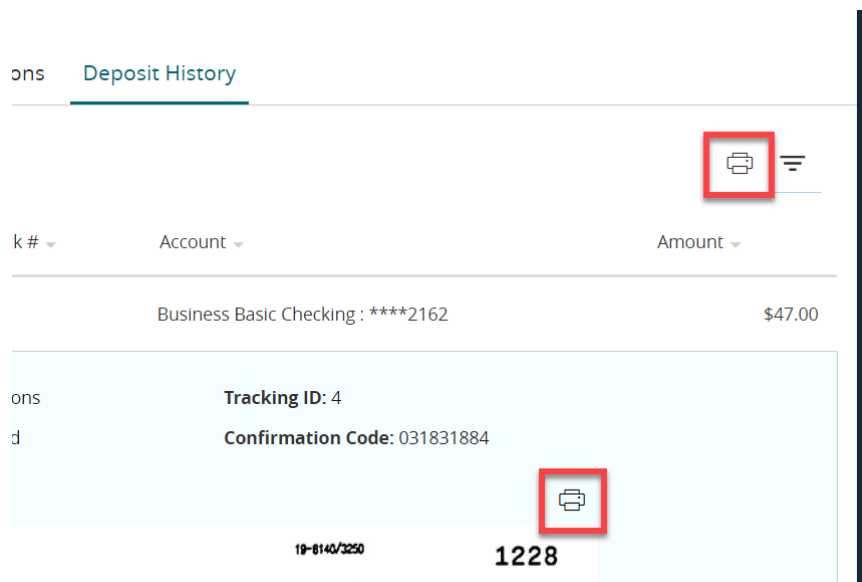 ons Deposit History
k # Account Amount
Business Basic Checking : ****2162 $47.00
ons Tracking ID: 4
d Confirmation Code: 031831884
19-8140/3250 1228